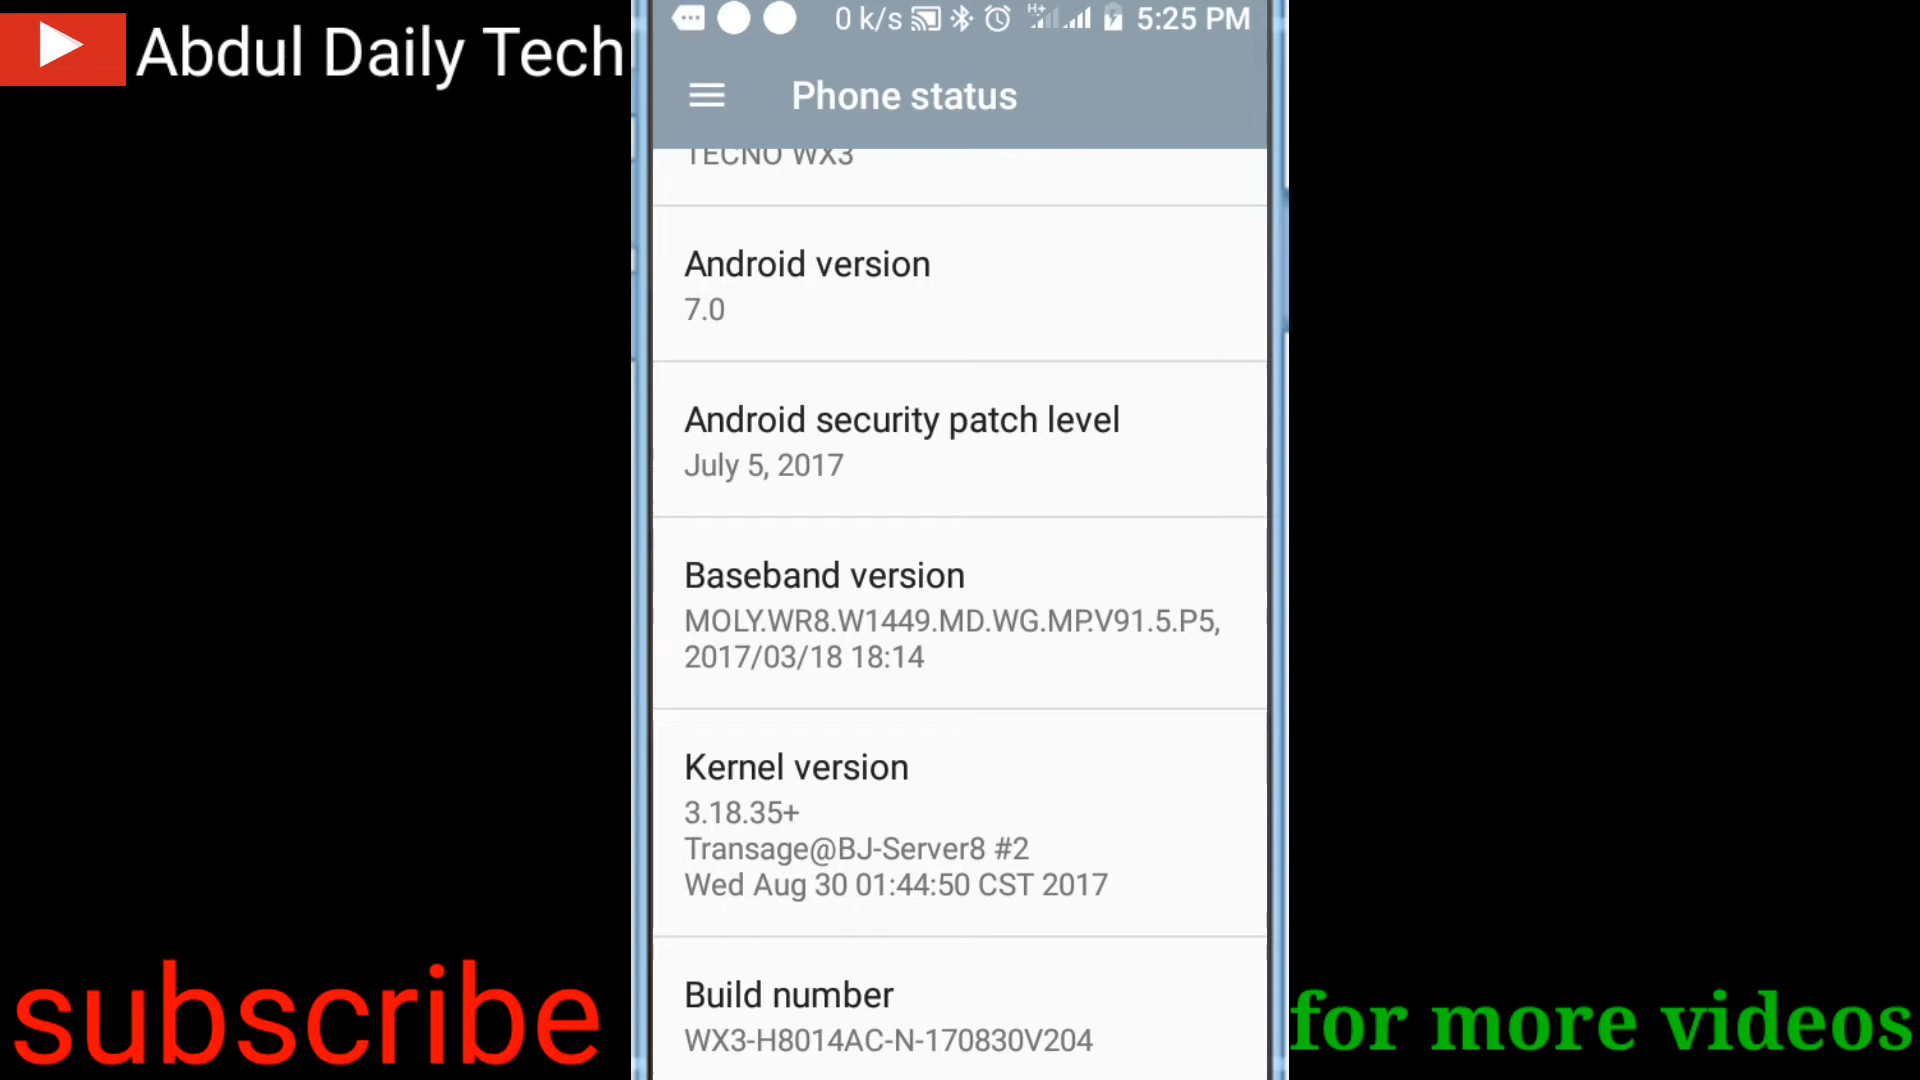 Abdul Daily Tech
0 k/s H+ 5:25 PM
Phone status
TECNO WX3
Android version
7.0
Android security patch level
July 5, 2017
Baseband version
MOLY.WR8.W1449.MD.WG.MP.V91.5.P5,
2017/03/18 18:14
Kernel version
3.18.35+
Transage@BJ-Server8 #2
Wed Aug 30 01:44:50 CST 2017
Build number
WX3-H8014AC-N-170830V204
subscribe
for more videos